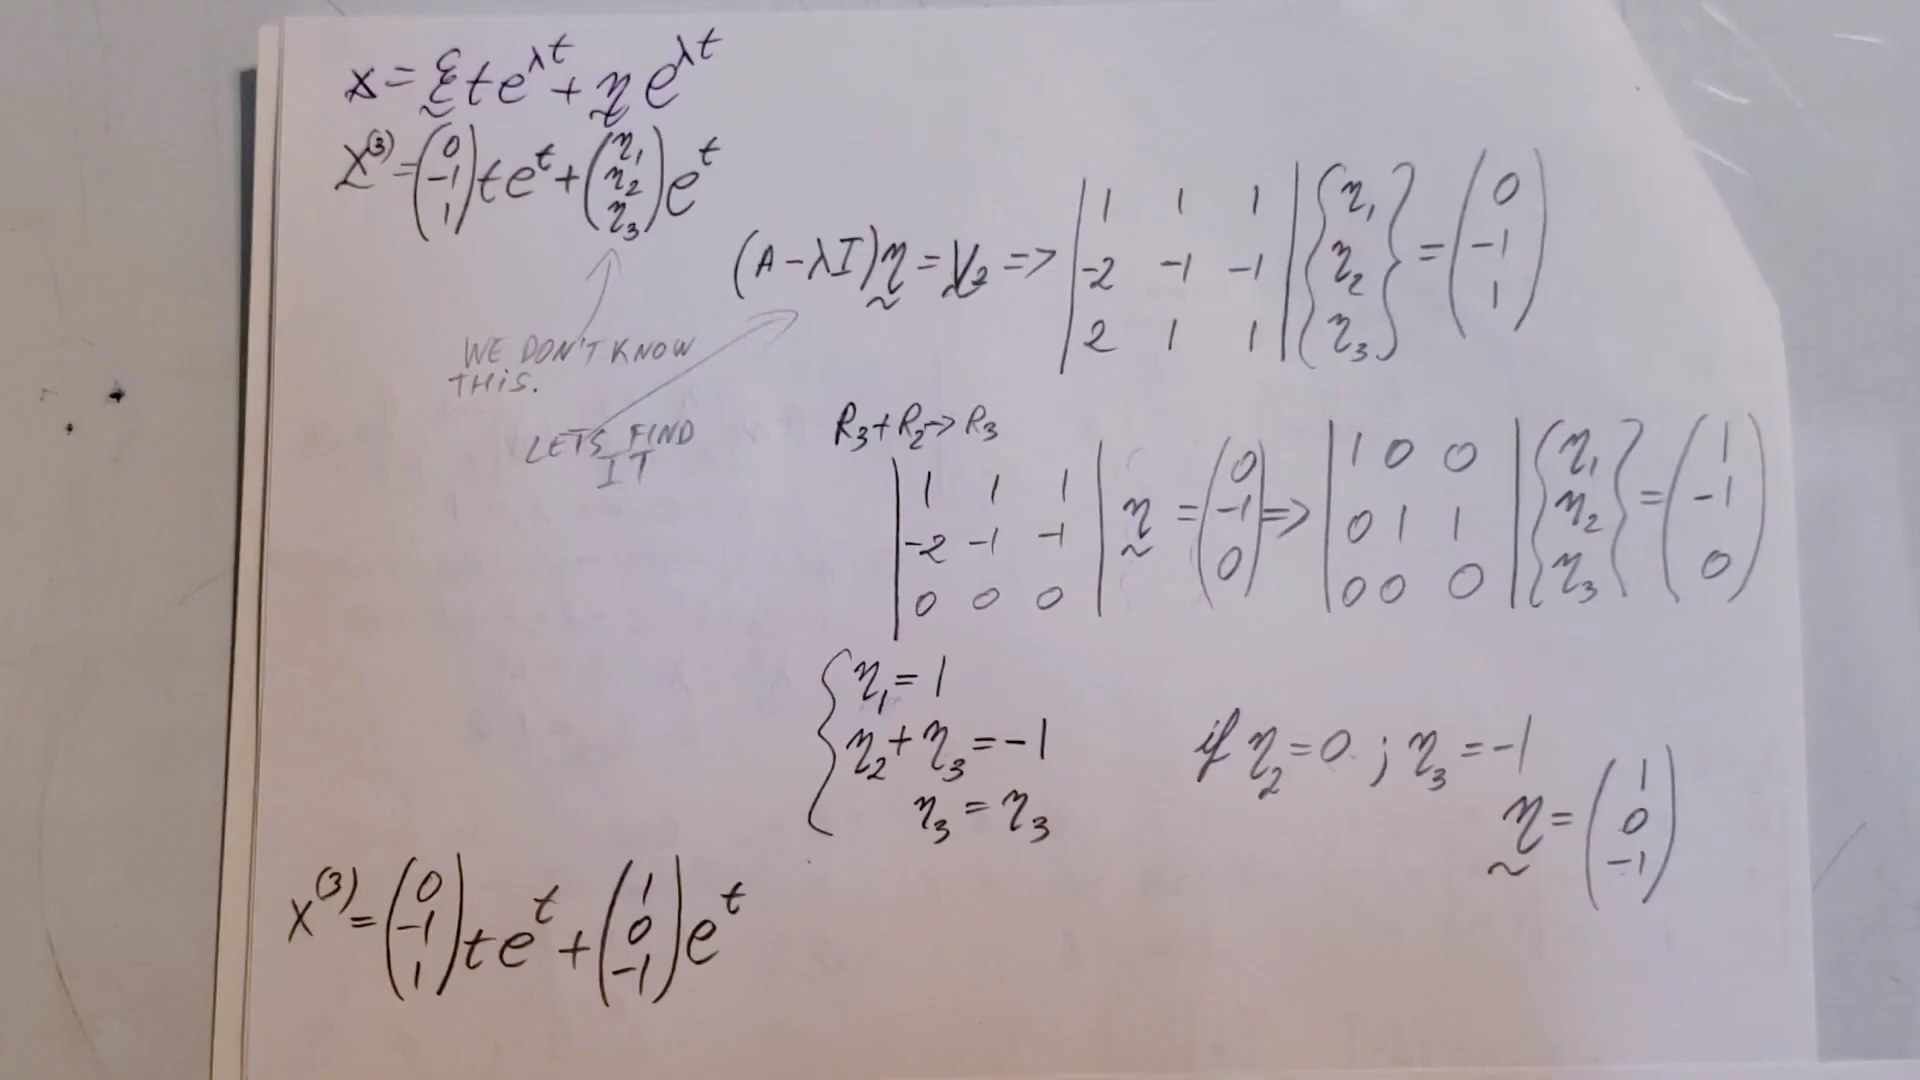 x = ξ t e^λt + η e^λt
x^(3) = (0 -1 1) t e^t + (η1 η2 η3) e^t
(A - λI) η = V2 => | 1 1 1 | {η1} = (0)
| -2 -1 -1 | {η2} (-1)
| 2 1 1 | {η3} (1)
WE DON'T KNOW
THIS.
LETS FIND
IT
R3 + R2 -> R3
| 1 1 1 | η = (0) => | 1 0 0 | {η1} = (1)
| -2 -1 -1 | (-1) | 0 1 1 | {η2} (-1)
| 0 0 0 | (0) | 0 0 0 | {η3} (0)
η1 = 1
η2 + η3 = -1
η3 = η3
if η2 = 0 ; η3 = -1
η = (1 0 -1)
x^(3) = (0 -1 1) t e^t + (1 0 -1) e^t